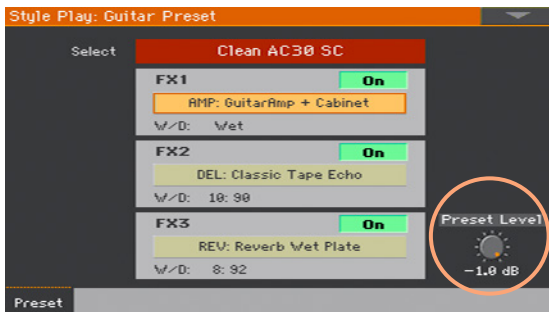 Style Play: Guitar Preset
Select Clean AC30 SC
FX1 On
AMP: GuitarAmp + Cabinet
W/D: Wet
FX2 On
DEL: Classic Tape Echo
W/D: 10:90
FX3 On
REV: Reverb Wet Plate
W/D: 8:92
Preset Level
-1.0 dB
Preset